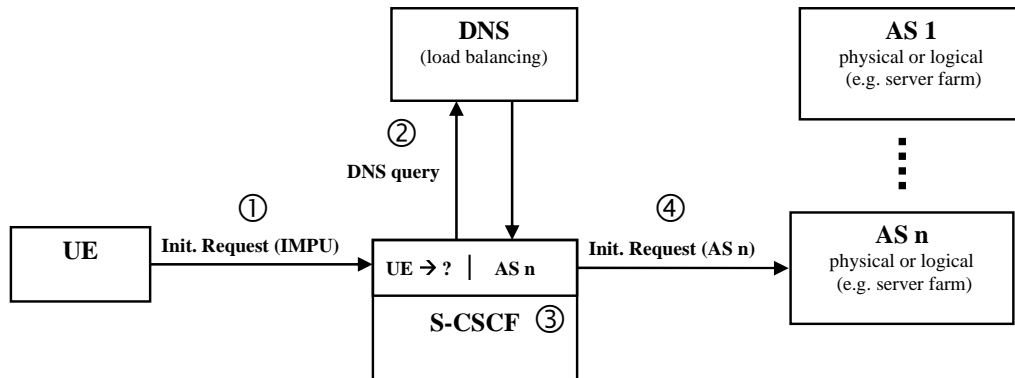 DNS
(load balancing)
AS 1
physical or logical
(e.g. server farm)
②
DNS query
①
④
UE
Init. Request (IMPU)
UE → ? | AS n
Init. Request (AS n)
AS n
physical or logical
(e.g. server farm)
S-CSCF ③